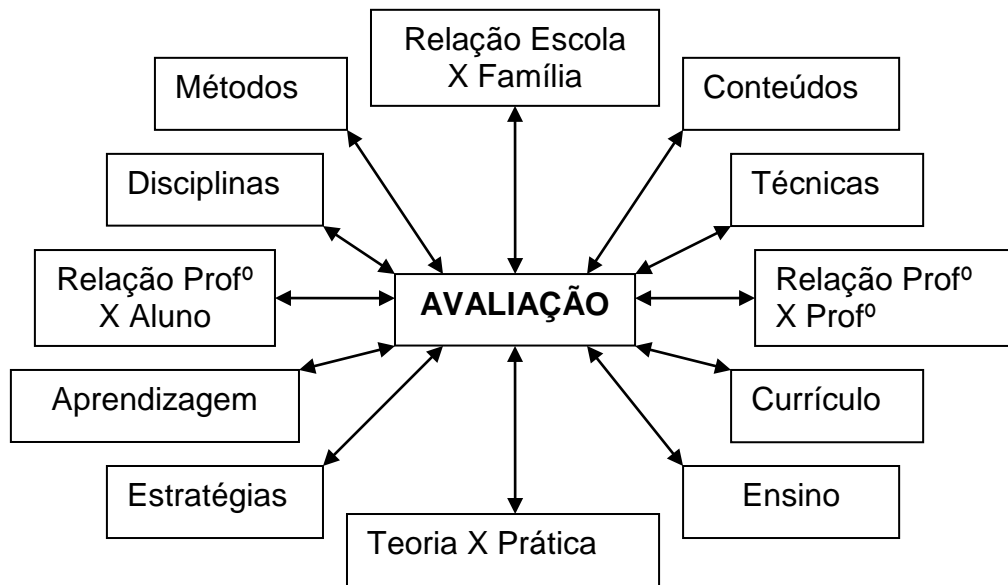 Relação Escola
X Família
Métodos
Conteúdos
Disciplinas
Técnicas
Relação Profº
X Aluno
AVALIAÇÃO
Relação Profº
X Profº
Aprendizagem
Currículo
Estratégias
Ensino
Teoria X Prática